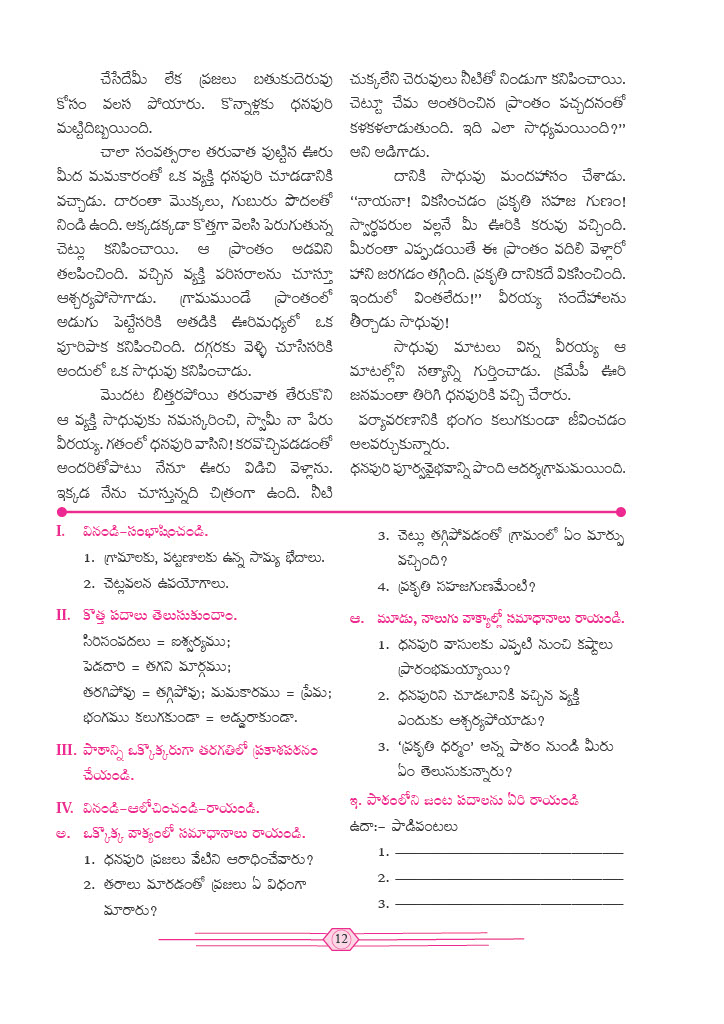 చేసేదేమీ లేక ప్రజలు బతుకుదెరువు
కోసం వలస పోయారు. కొన్నాళ్లకు ధనపురి
మట్టిదిబ్బయింది.
చాలా సంవత్సరాల తరువాత పుట్టిన ఊరు
మీద మమకారంతో ఒక వ్యక్తి ధనపురి చూడడానికి
వచ్చాడు. దారంతా మొక్కలు, గుబురు పొదలతో
నిండి ఉంది. అక్కడక్కడా కొత్తగా వెలసి పెరుగుతున్న
చెట్లు కనిపించాయి. ఆ ప్రాంతం అడవిని
తలపించింది. వచ్చిన వ్యక్తి పరిసరాలను చూస్తూ
ఆశ్చర్యపోసాగాడు. గ్రామముండే ప్రాంతంలో
అడుగు పెట్టేసరికి అతడికి ఊరిమధ్యలో ఒక
పూరిపాక కనిపించింది. దగ్గరకు వెళ్ళి చూసేసరికి
అందులో ఒక సాధువు కనిపించాడు.
మొదట బిత్తరపోయి తరువాత తేరుకొని
ఆ వ్యక్తి సాధువుకు నమస్కరించి, స్వామీ నా పేరు
వీరయ్య. గతంలో ధనపురి వాసిని! కరవొచ్చిపడడంతో
అందరితోపాటు నేనూ ఊరు విడిచి వెళ్లాను.
ఇక్కడ నేను చూస్తున్నది చిత్రంగా ఉంది. నీటి
చుక్కలేని చెరువులు నీటితో నిండుగా కనిపించాయి.
చెట్టూ చేమ అంతరించిన ప్రాంతం పచ్చదనంతో
కళకళలాడుతుంది. ఇది ఎలా సాధ్యమయింది?”
అని అడిగాడు.
దానికి సాధువు మందహాసం చేశాడు.
“నాయనా! వికసించడం ప్రకృతి సహజ గుణం!
స్వార్థపరుల వల్లనే మీ ఊరికి కరువు వచ్చింది.
మీరంతా ఎప్పుడయితే ఈ ప్రాంతం వదిలి వెళ్లారో
హాని జరగడం తగ్గింది. ప్రకృతి దానికదే వికసించింది.
ఇందులో వింతలేదు!” వీరయ్య సందేహాలను
తీర్చాడు సాధువు!
సాధువు మాటలు విన్న వీరయ్య ఆ
మాటల్లోని సత్యాన్ని గుర్తించాడు. క్రమేపీ ఊరి
జనమంతా తిరిగి ధనపురికి వచ్చి చేరారు.
పర్యావరణానికి భంగం కలుగకుండా జీవించడం
అలవర్చుకున్నారు.
ధనపురి పూర్వవైభవాన్ని పొంది ఆదర్శగ్రామమయింది.
I. వినండి-సంభాషించండి.
1. గ్రామాలకు, పట్టణాలకు ఉన్న సామ్య భేదాలు.
2. చెట్లవలన ఉపయోగాలు.
II. కొత్త పదాలు తెలుసుకుందాం.
సిరిసంపదలు = ఐశ్వర్యము;
పెడదారి = తగని మార్గము;
తరగిపోవు = తగ్గిపోవు; మమకారము = ప్రేమ;
భంగము కలుగకుండా = అడ్డురాకుండా.
III. పాఠాన్ని ఒక్కొక్కరుగా తరగతిలో ప్రకాశపఠనం
చేయండి.
IV. వినండి-ఆలోచించండి-రాయండి.
అ. ఒక్కొక్క వాక్యంలో సమాధానాలు రాయండి.
1. ధనపురి ప్రజలు వేటిని ఆరాధించేవారు?
2. తరాలు మారడంతో ప్రజలు ఏ విధంగా
మారారు?
3. చెట్లు తగ్గిపోవడంతో గ్రామంలో ఏం మార్పు
వచ్చింది?
4. ప్రకృతి సహజగుణమేంటి?
ఆ. మూడు, నాలుగు వాక్యాల్లో సమాధానాలు రాయండి.
1. ధనపురి వాసులకు ఎప్పటి నుంచి కష్టాలు
ప్రారంభమయ్యాయి?
2. ధనపురిని చూడటానికి వచ్చిన వ్యక్తి
ఎందుకు ఆశ్చర్యపోయాడు?
3. ‘ప్రకృతి ధర్మం’ అన్న పాఠం నుండి మీరు
ఏం తెలుసుకున్నారు?
ఇ. పాఠంలోని జంట పదాలను ఏరి రాయండి
ఉదా:- పాడిపంటలు
1.
2.
3.
12